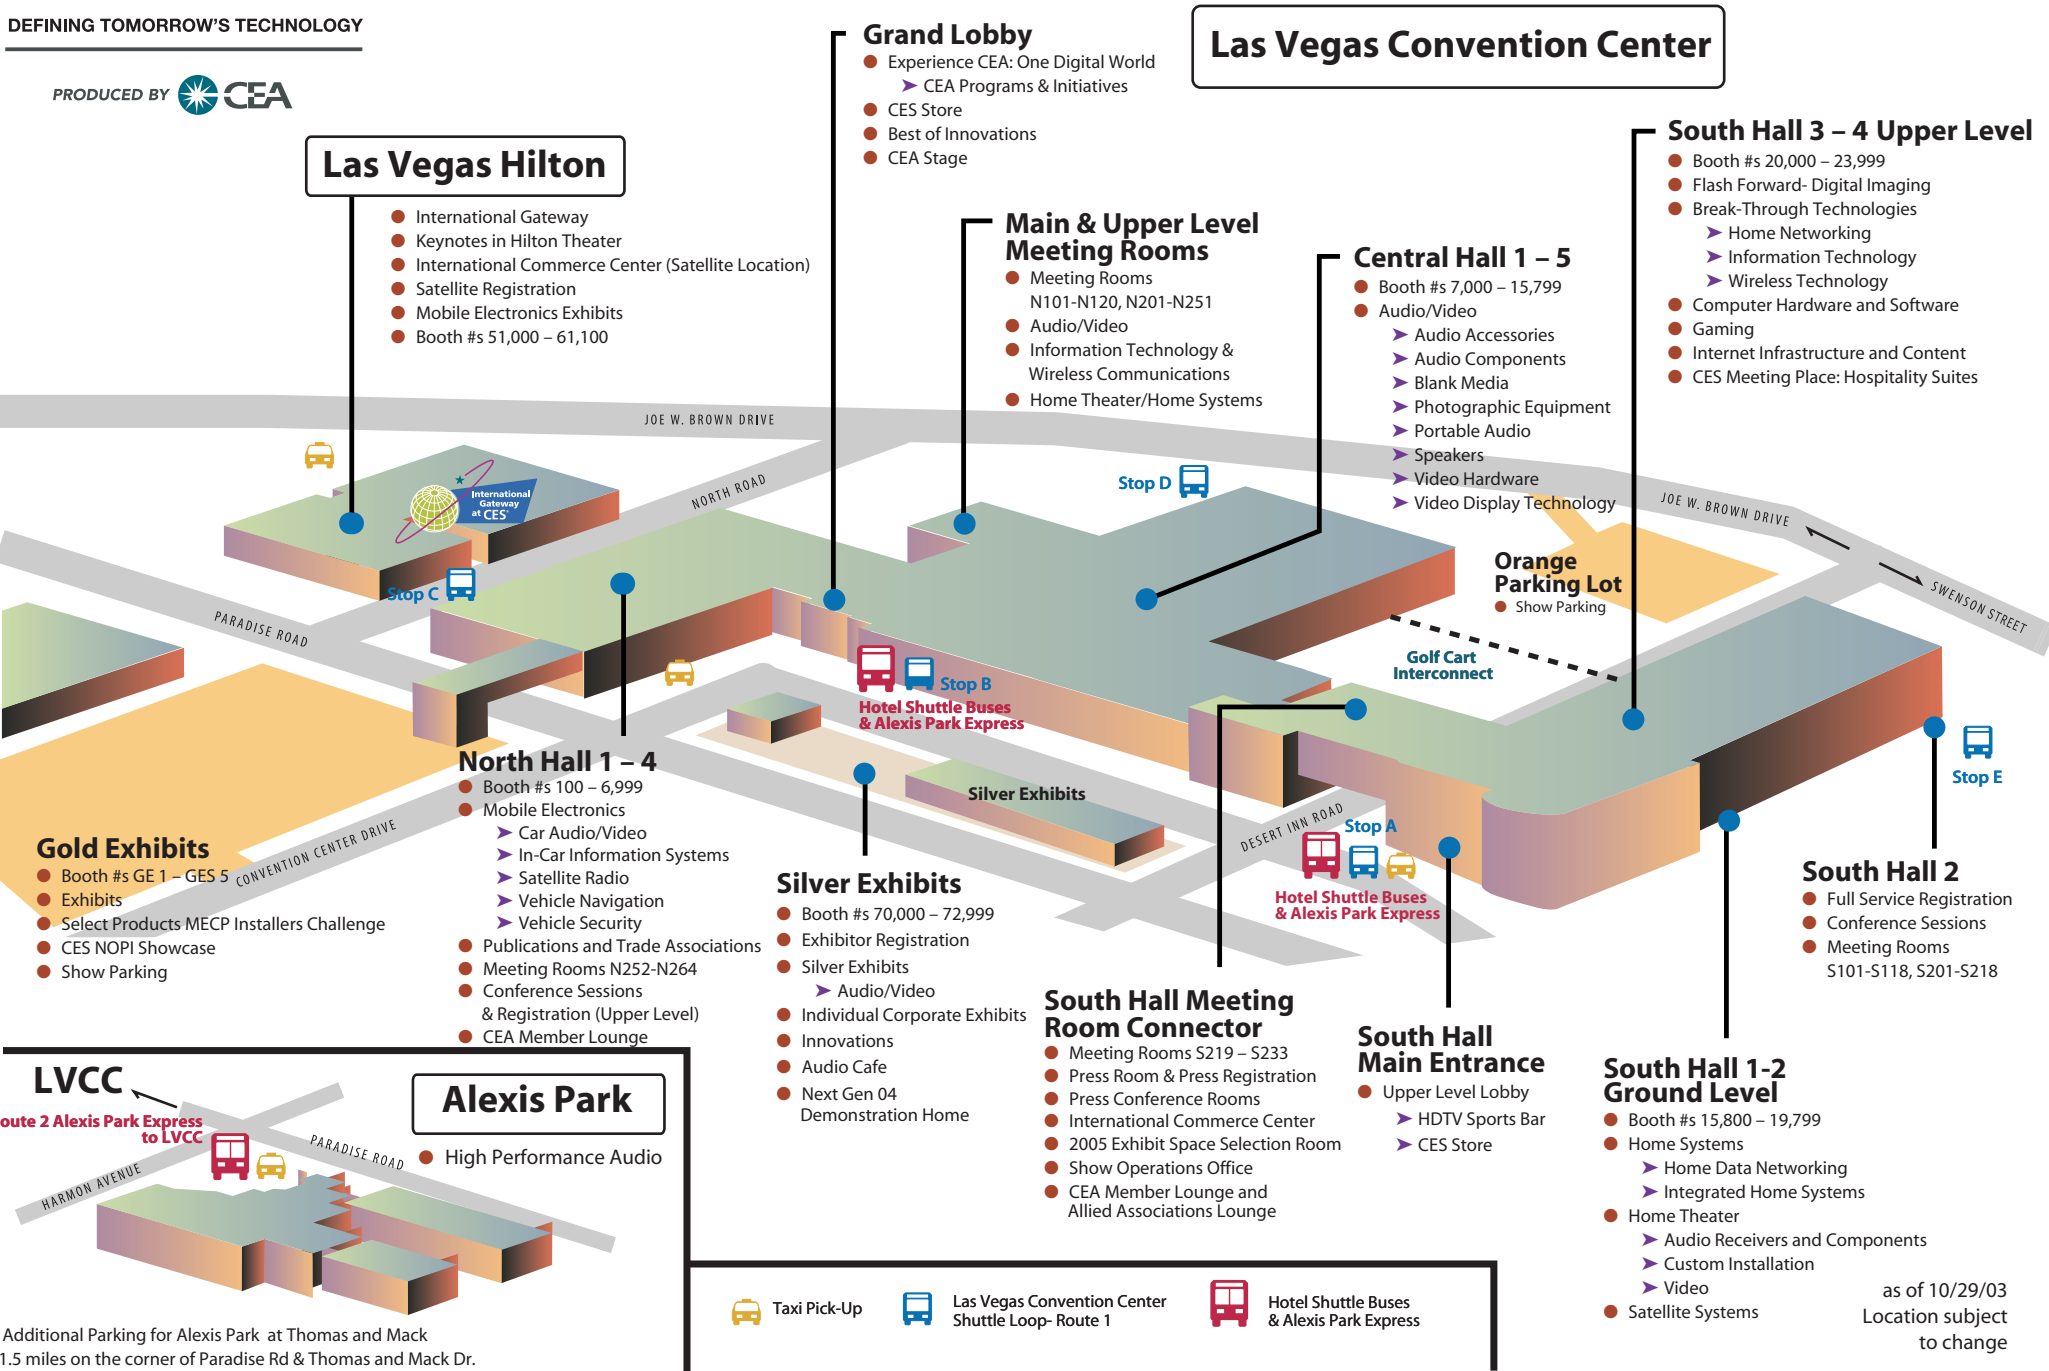 DEFINING TOMORROW'S TECHNOLOGY
PRODUCED BY CEA
Las Vegas Convention Center
Las Vegas Hilton
International Gateway
Keynotes in Hilton Theater
International Commerce Center (Satellite Location)
Satellite Registration
Mobile Electronics Exhibits
Booth #s 51,000 – 61,100
Grand Lobby
Experience CEA: One Digital World
CEA Programs & Initiatives
CES Store
Best of Innovations
CEA Stage
Main & Upper Level
Meeting Rooms
Meeting Rooms
N101-N120, N201-N251
Audio/Video
Information Technology &
Wireless Communications
Home Theater/Home Systems
Central Hall 1 – 5
Booth #s 7,000 – 15,799
Audio/Video
Audio Accessories
Audio Components
Blank Media
Photographic Equipment
Portable Audio
Speakers
Video Hardware
Video Display Technology
South Hall 3 – 4 Upper Level
Booth #s 20,000 – 23,999
Flash Forward- Digital Imaging
Break-Through Technologies
Home Networking
Information Technology
Wireless Technology
Computer Hardware and Software
Gaming
Internet Infrastructure and Content
CES Meeting Place: Hospitality Suites
JOE W. BROWN DRIVE
NORTH ROAD
International
Gateway
at CES
Stop C
Stop D
JOE W. BROWN DRIVE
SWENSON STREET
Orange
Parking Lot
Show Parking
Golf Cart
Interconnect
PARADISE ROAD
Stop B
Hotel Shuttle Buses
& Alexis Park Express
Silver Exhibits
DESERT INN ROAD
Stop A
Hotel Shuttle Buses
& Alexis Park Express
Stop E
CONVENTION CENTER DRIVE
Gold Exhibits
Booth #s GE 1 – GES 5
Exhibits
Select Products MECP Installers Challenge
CES NOPI Showcase
Show Parking
North Hall 1 – 4
Booth #s 100 – 6,999
Mobile Electronics
Car Audio/Video
In-Car Information Systems
Satellite Radio
Vehicle Navigation
Vehicle Security
Publications and Trade Associations
Meeting Rooms N252-N264
Conference Sessions
& Registration (Upper Level)
CEA Member Lounge
Silver Exhibits
Booth #s 70,000 – 72,999
Exhibitor Registration
Silver Exhibits
Audio/Video
Individual Corporate Exhibits
Innovations
Audio Cafe
Next Gen 04
Demonstration Home
South Hall Meeting
Room Connector
Meeting Rooms S219 – S233
Press Room & Press Registration
Press Conference Rooms
International Commerce Center
2005 Exhibit Space Selection Room
Show Operations Office
CEA Member Lounge and
Allied Associations Lounge
South Hall
Main Entrance
Upper Level Lobby
HDTV Sports Bar
CES Store
South Hall 1-2
Ground Level
Booth #s 15,800 – 19,799
Home Systems
Home Data Networking
Integrated Home Systems
Home Theater
Audio Receivers and Components
Custom Installation
Video
Satellite Systems
South Hall 2
Full Service Registration
Conference Sessions
Meeting Rooms
S101-S118, S201-S218
LVCC
oute 2 Alexis Park Express
to LVCC
HARMON AVENUE
PARADISE ROAD
Alexis Park
High Performance Audio
Additional Parking for Alexis Park at Thomas and Mack
1.5 miles on the corner of Paradise Rd & Thomas and Mack Dr.
Taxi Pick-Up
Las Vegas Convention Center
Shuttle Loop- Route 1
Hotel Shuttle Buses
& Alexis Park Express
as of 10/29/03
Location subject
to change